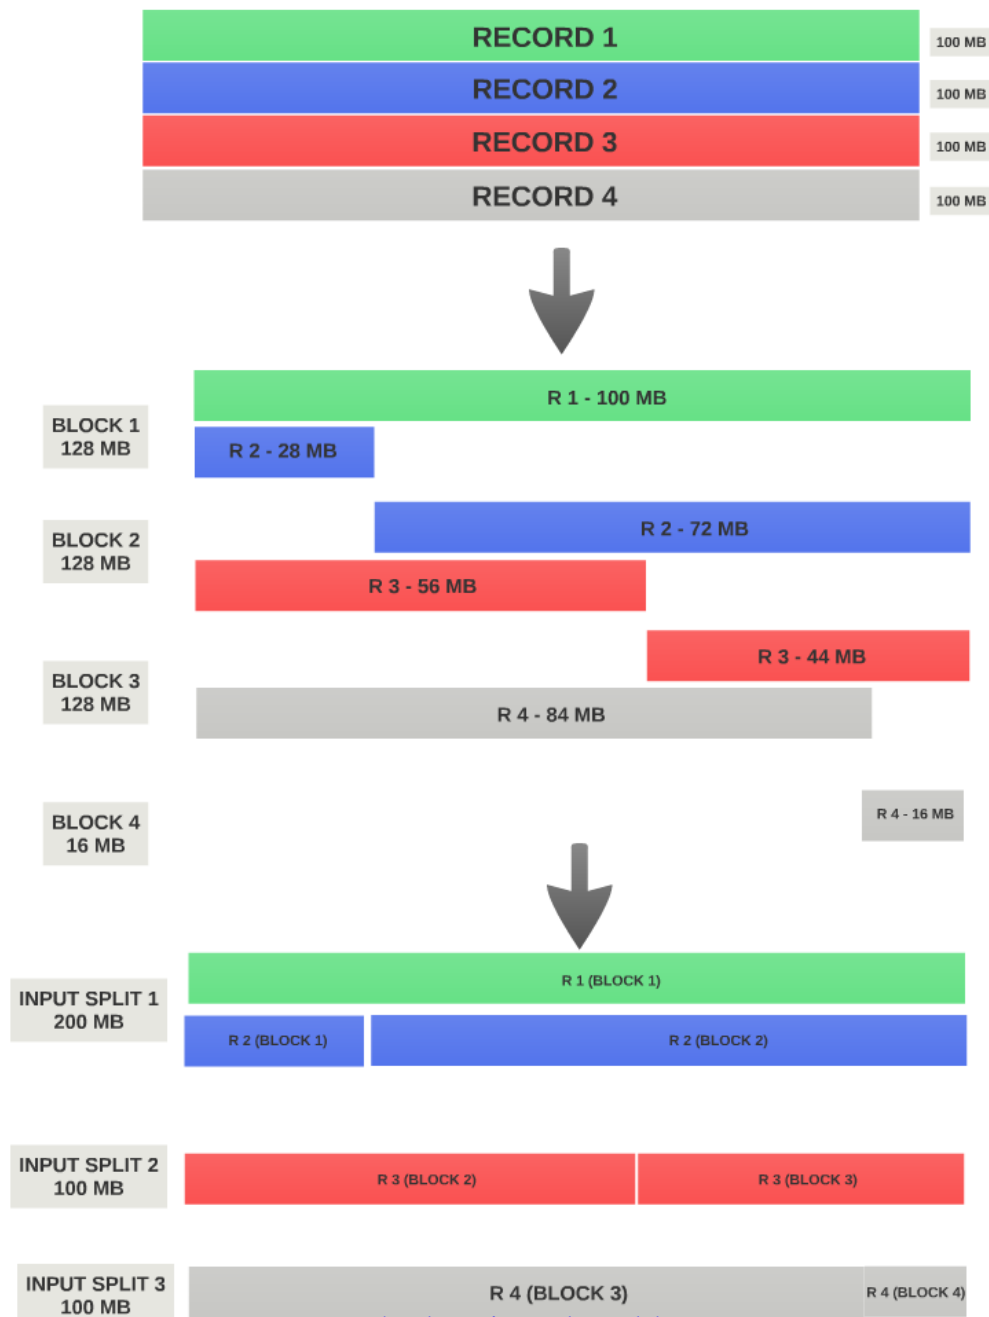 RECORD 1
100 MB
RECORD 2
100 MB
RECORD 3
100 MB
RECORD 4
100 MB
BLOCK 1
128 MB
R 1 - 100 MB
R 2 - 28 MB
BLOCK 2
128 MB
R 2 - 72 MB
R 3 - 56 MB
BLOCK 3
128 MB
R 3 - 44 MB
R 4 - 84 MB
BLOCK 4
16 MB
R 4 - 16 MB
INPUT SPLIT 1
200 MB
R 1 (BLOCK 1)
R 2 (BLOCK 1)
R 2 (BLOCK 2)
INPUT SPLIT 2
100 MB
R 3 (BLOCK 2)
R 3 (BLOCK 3)
INPUT SPLIT 3
100 MB
R 4 (BLOCK 3)
R 4 (BLOCK 4)